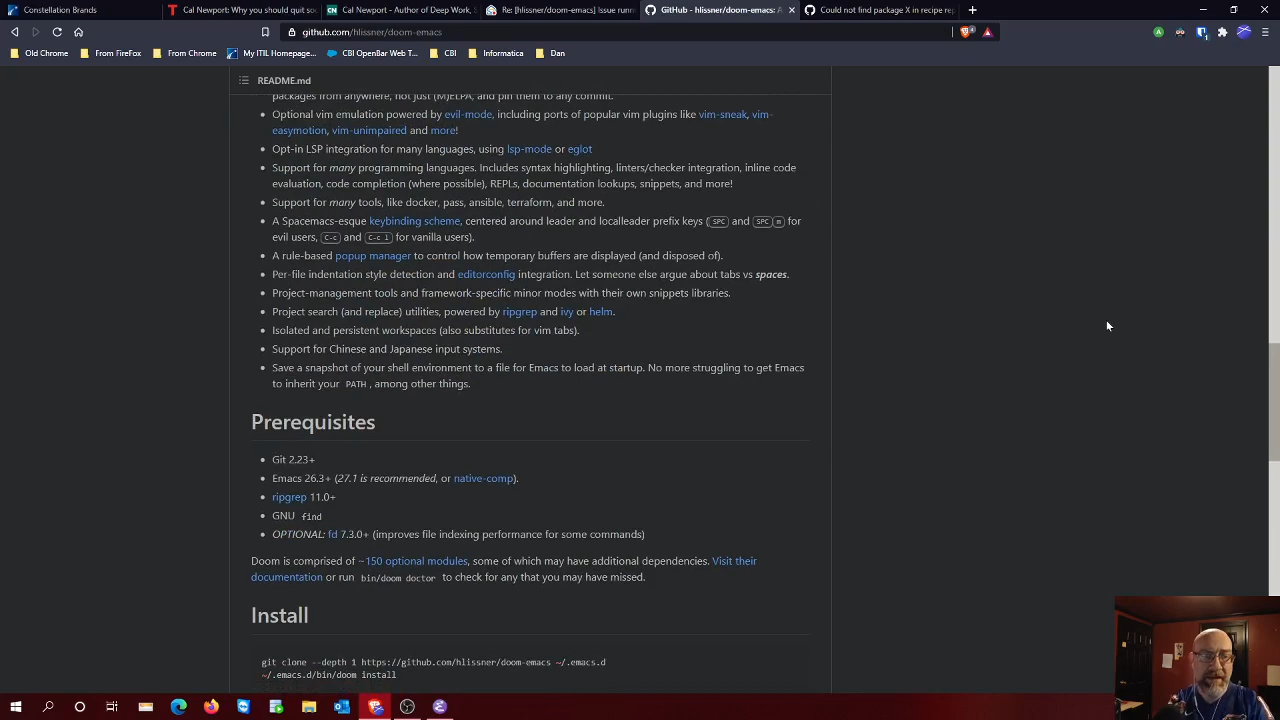 Constellation Brands
Cal Newport: Why you should quit so
Cal Newport – Author of Deep Work,
Re: [hlissner/doom-emacs] Issue runn
GitHub - hlissner/doom-emacs: A
Could not find package X in recipe rep
github.com/hlissner/doom-emacs
Old Chrome
From FireFox
From Chrome
My ITIL Homepage...
CBI OpenBar Web T...
CBI
Informatica
Dan
README.md
packages from anywhere, not just (M)ELPA, and pin them to any commit.
Optional vim emulation powered by evil-mode, including ports of popular vim plugins like vim-sneak, vim-
easymotion, vim-unimpaired and more!
Opt-in LSP integration for many languages, using lsp-mode or eglot
Support for many programming languages. Includes syntax highlighting, linters/checker integration, inline code
evaluation, code completion (where possible), REPLs, documentation lookups, snippets, and more!
Support for many tools, like docker, pass, ansible, terraform, and more.
A Spacemacs-esque keybinding scheme, centered around leader and localleader prefix keys ( SPC and SPC m for
evil users, C-c and C-c l for vanilla users).
A rule-based popup manager to control how temporary buffers are displayed (and disposed of).
Per-file indentation style detection and editorconfig integration. Let someone else argue about tabs vs spaces.
Project-management tools and framework-specific minor modes with their own snippets libraries.
Project search (and replace) utilities, powered by ripgrep and ivy or helm.
Isolated and persistent workspaces (also substitutes for vim tabs).
Support for Chinese and Japanese input systems.
Save a snapshot of your shell environment to a file for Emacs to load at startup. No more struggling to get Emacs
to inherit your PATH , among other things.
Prerequisites
Git 2.23+
Emacs 26.3+ (27.1 is recommended, or native-comp).
ripgrep 11.0+
GNU find
OPTIONAL: fd 7.3.0+ (improves file indexing performance for some commands)
Doom is comprised of ~150 optional modules, some of which may have additional dependencies. Visit their
documentation or run bin/doom doctor to check for any that you may have missed.
Install
git clone --depth 1 https://github.com/hlissner/doom-emacs ~/.emacs.d
~/.emacs.d/bin/doom install